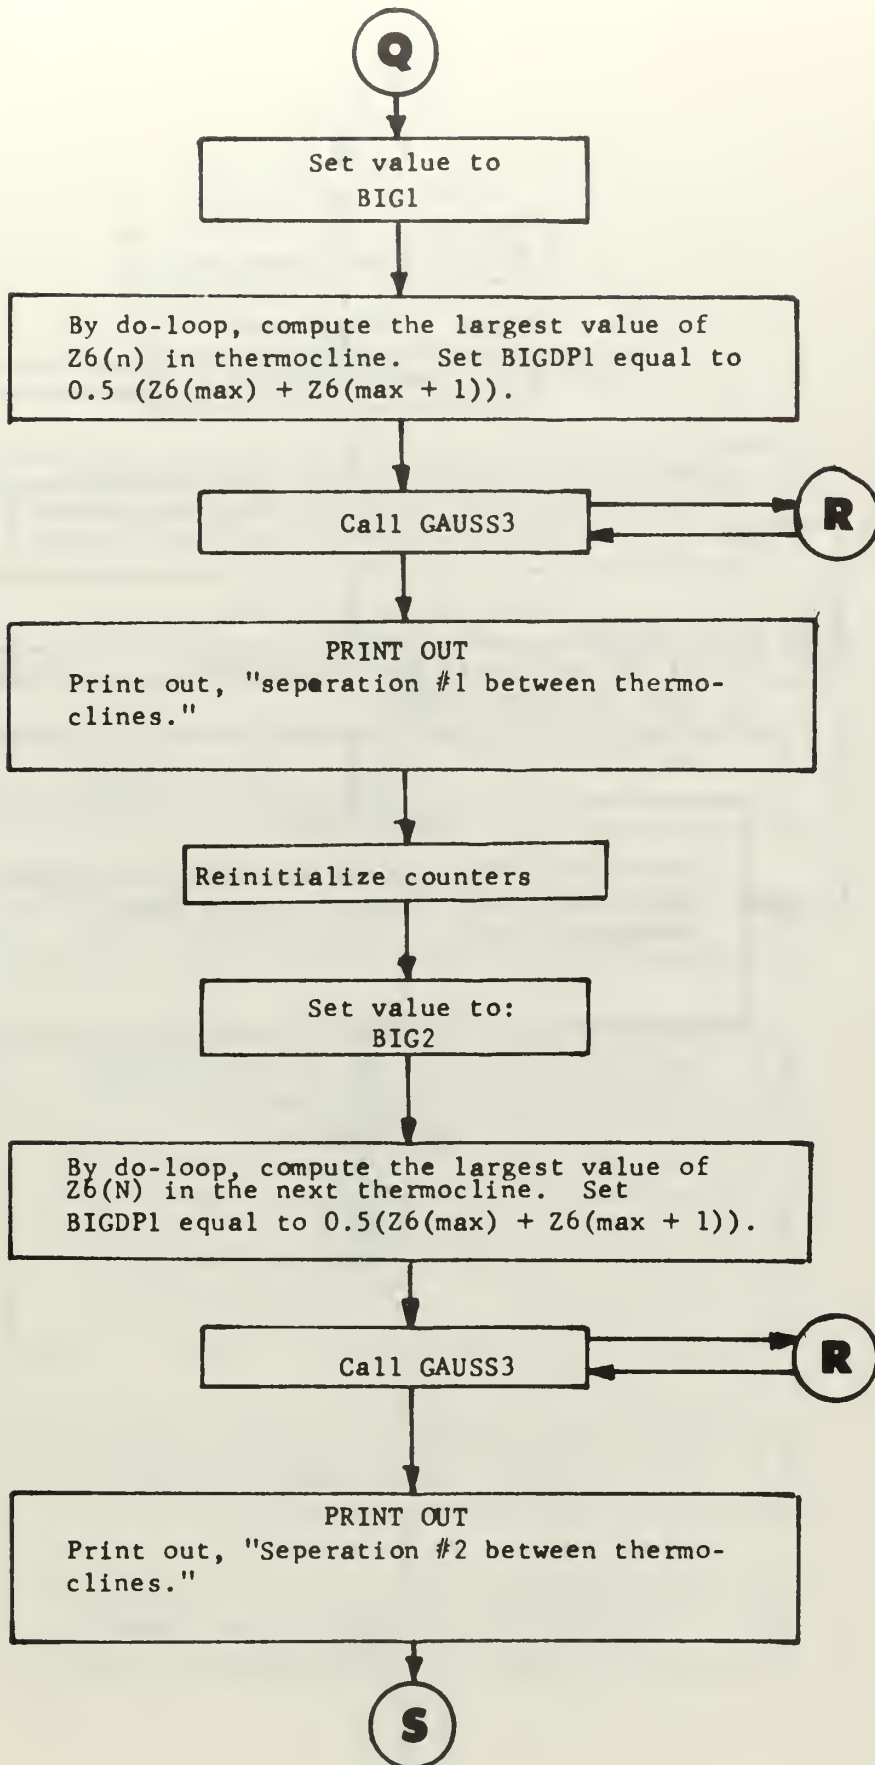 Q
Set value to
BIG1
By do-loop, compute the largest value of
Z6(n) in thermocline. Set BIGDP1 equal to
0.5 (Z6(max) + Z6(max + 1)).
Call GAUSS3
R
PRINT OUT
Print out, "seperation #1 between thermo-
clines."
Reinitialize counters
Set value to:
BIG2
By do-loop, compute the largest value of
Z6(N) in the next thermocline. Set
BIGDP1 equal to 0.5(Z6(max) + Z6(max + 1)).
Call GAUSS3
R
PRINT OUT
Print out, "Seperation #2 between thermo-
clines."
S